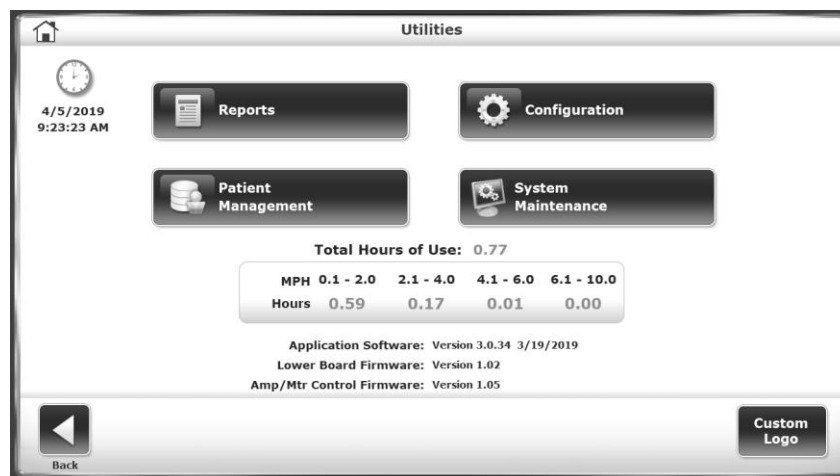 Utilities
4/5/2019
9:23:23 AM
Reports
Configuration
Patient
Management
System
Maintenance
Total Hours of Use: 0.77
MPH 0.1 - 2.0 2.1 - 4.0 4.1 - 6.0 6.1 - 10.0
Hours 0.59 0.17 0.01 0.00
Application Software: Version 3.0.34 3/19/2019
Lower Board Firmware: Version 1.02
Amp/Mtr Control Firmware: Version 1.05
Back
Custom
Logo